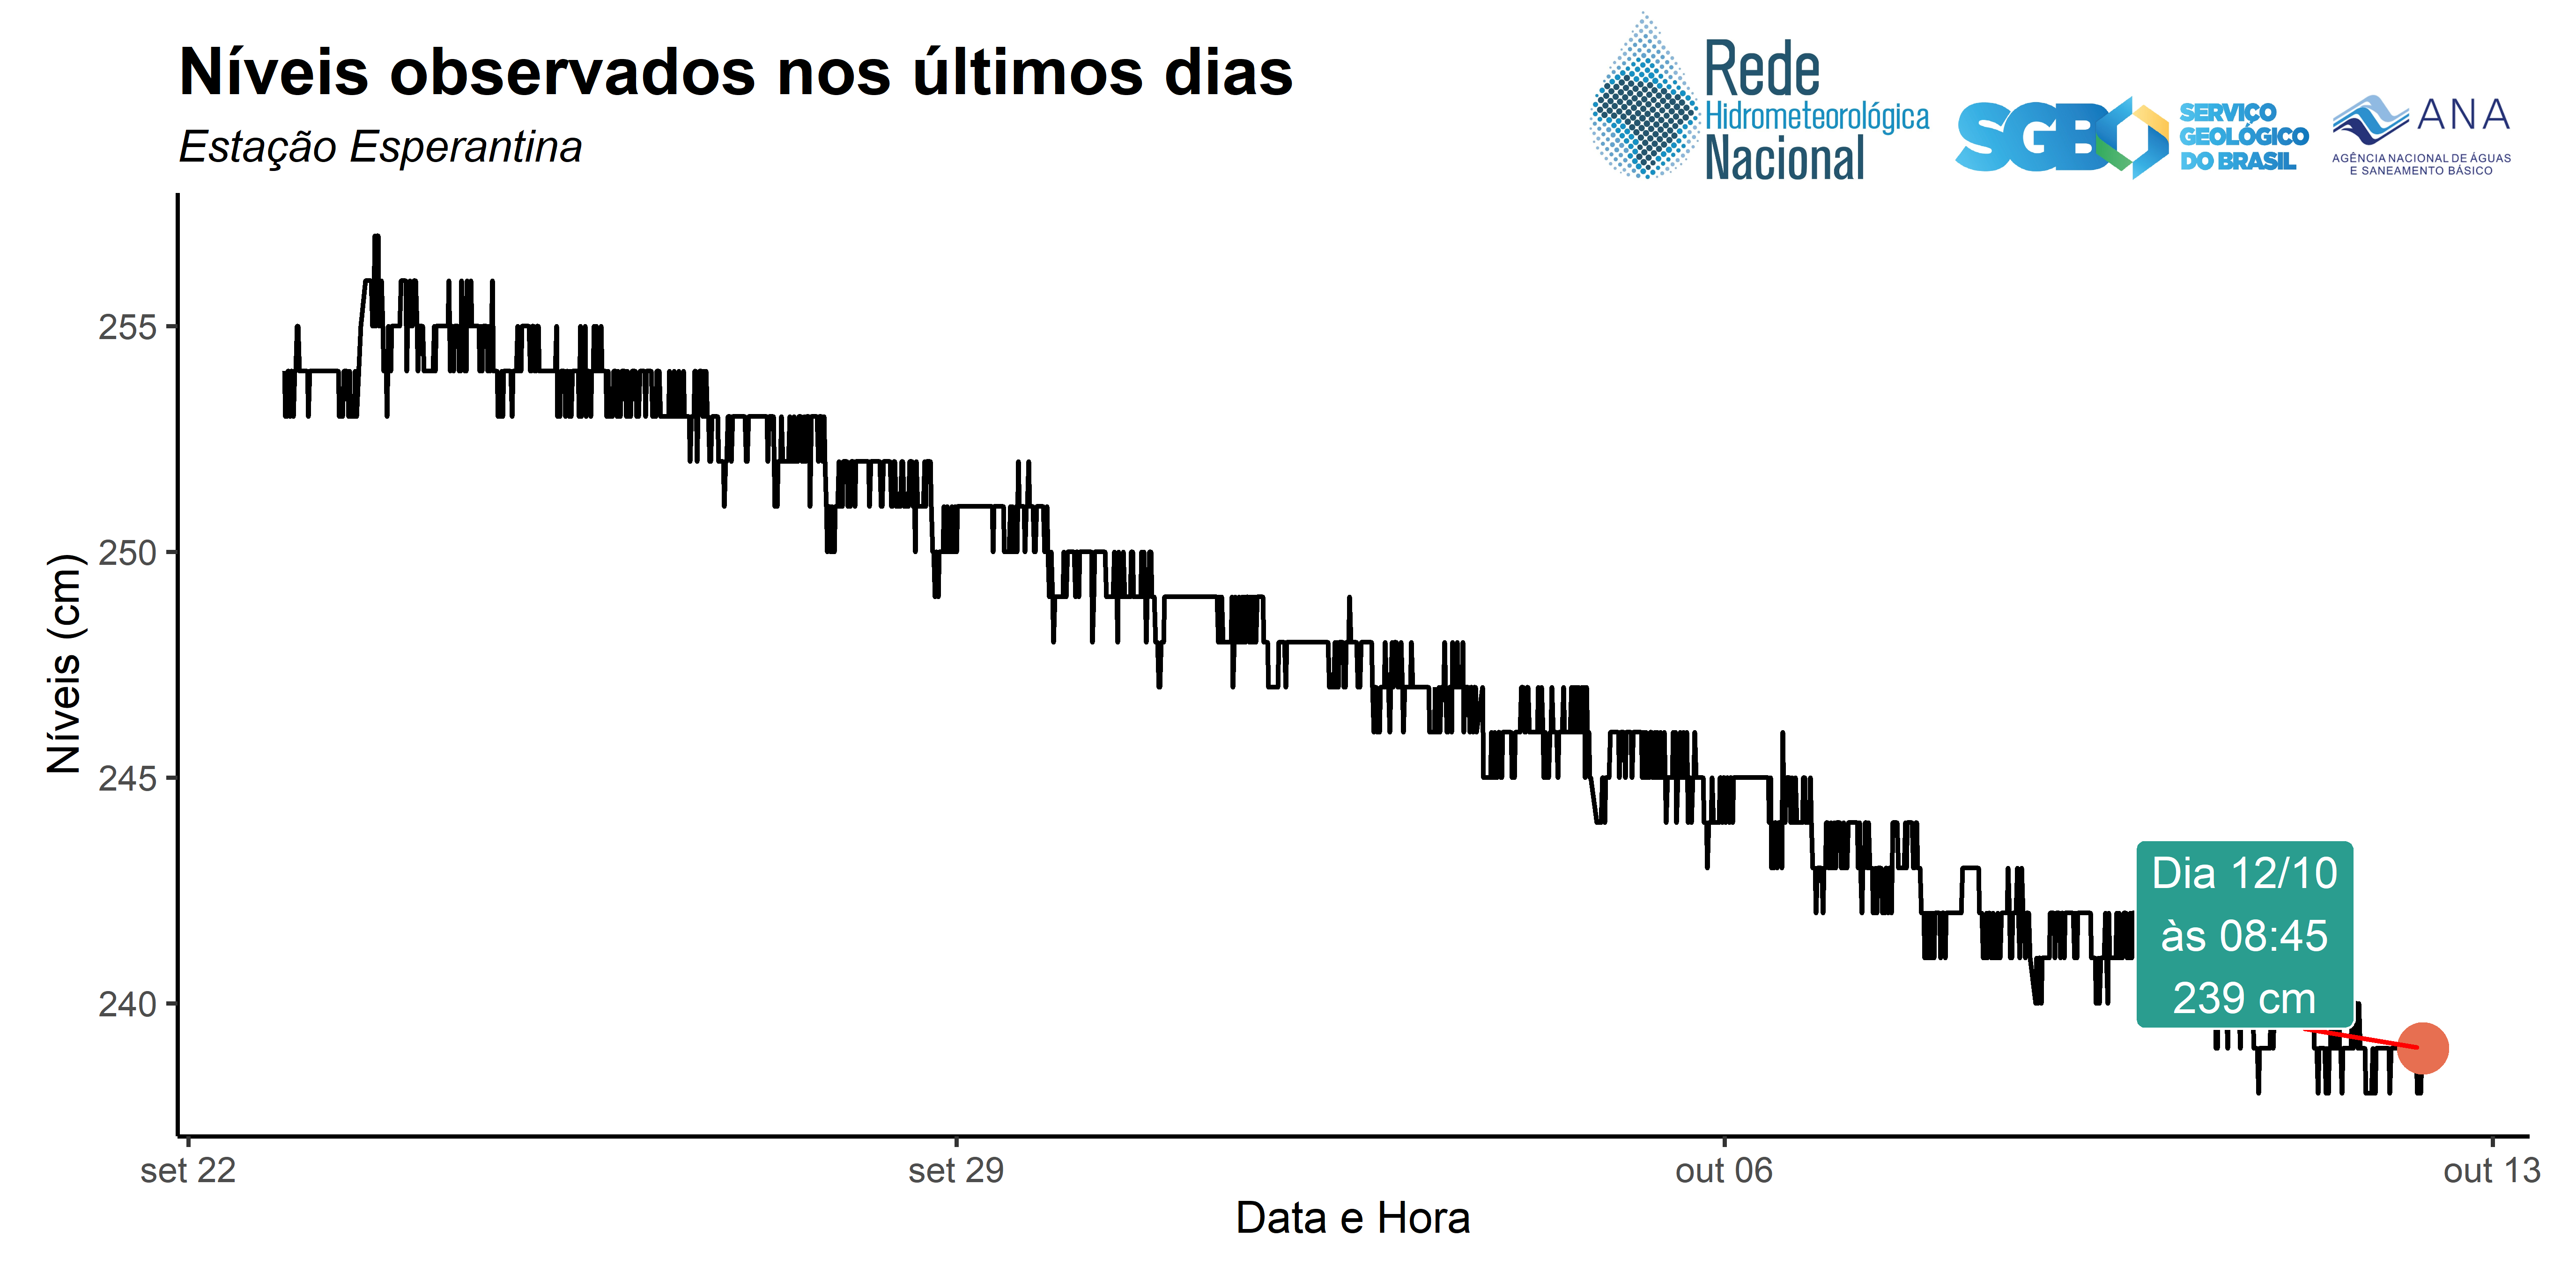 Níveis observados nos últimos dias
Estação Esperantina
Rede
Hidrometeorológica
Nacional
SGB
SERVIÇO
GEOLÓGICO
DO BRASIL
ANA
AGÊNCIA NACIONAL DE ÁGUAS
E SANEAMENTO BÁSICO
Níveis (cm)
255
250
245
240
Dia 12/10
às 08:45
239 cm
set 22
set 29
out 06
out 13
Data e Hora